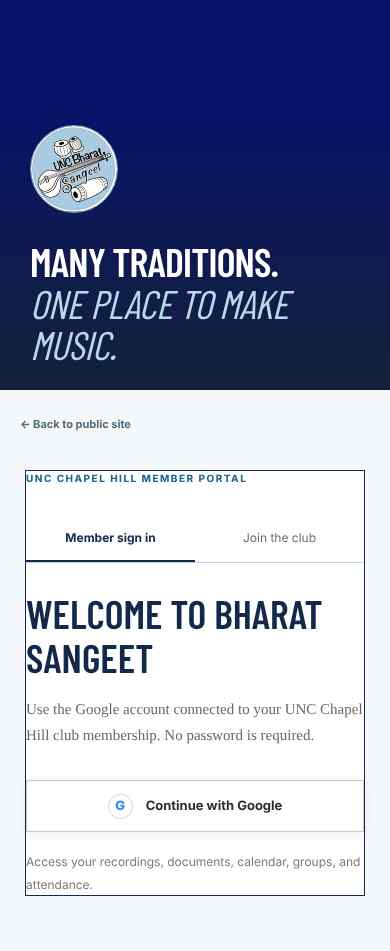 UNC Bharat
Sangeet
MANY TRADITIONS.
ONE PLACE TO MAKE
MUSIC.
← Back to public site
UNC CHAPEL HILL MEMBER PORTAL
Member sign in
Join the club
WELCOME TO BHARAT
SANGEET
Use the Google account connected to your UNC Chapel
Hill club membership. No password is required.
G Continue with Google
Access your recordings, documents, calendar, groups, and
attendance.